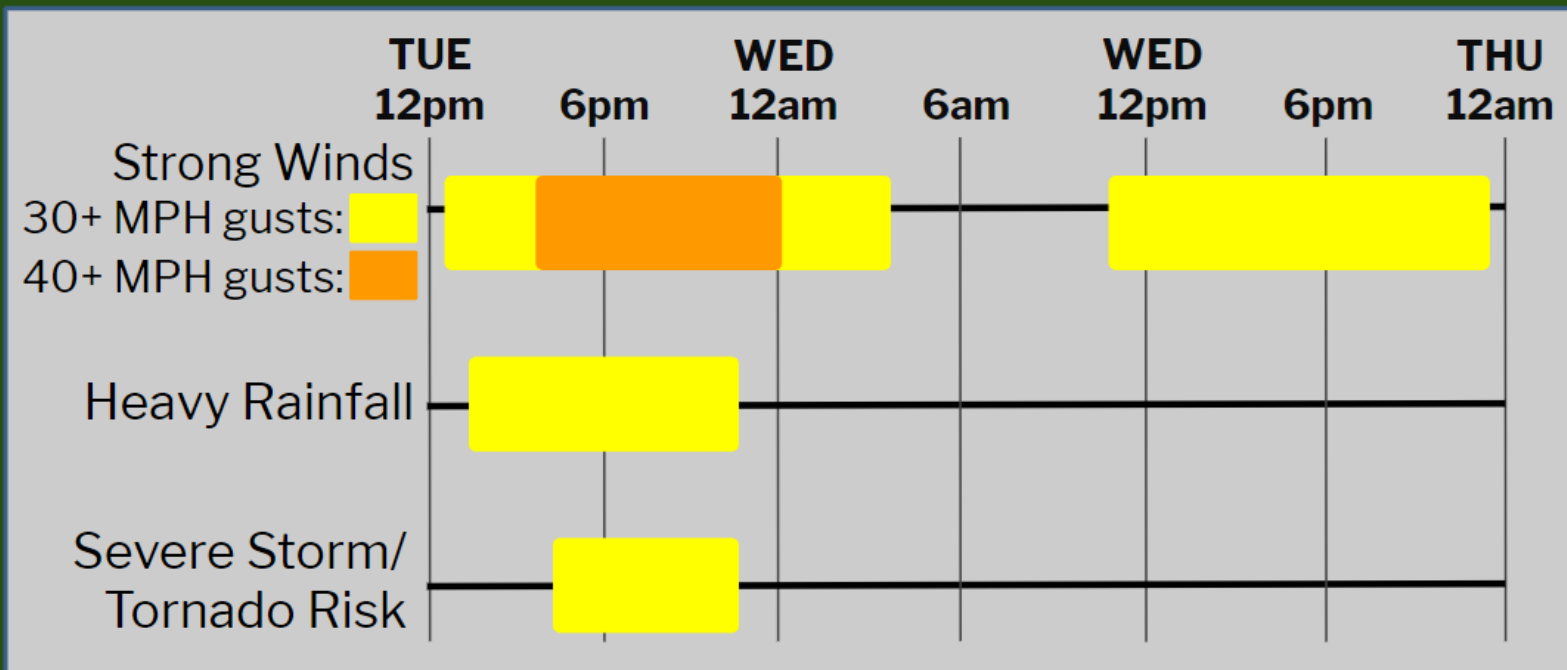 TUE WED WED THU
12pm 6pm 12am 6am 12pm 6pm 12am
Strong Winds
30+ MPH gusts:
40+ MPH gusts:
Heavy Rainfall
Severe Storm/
Tornado Risk